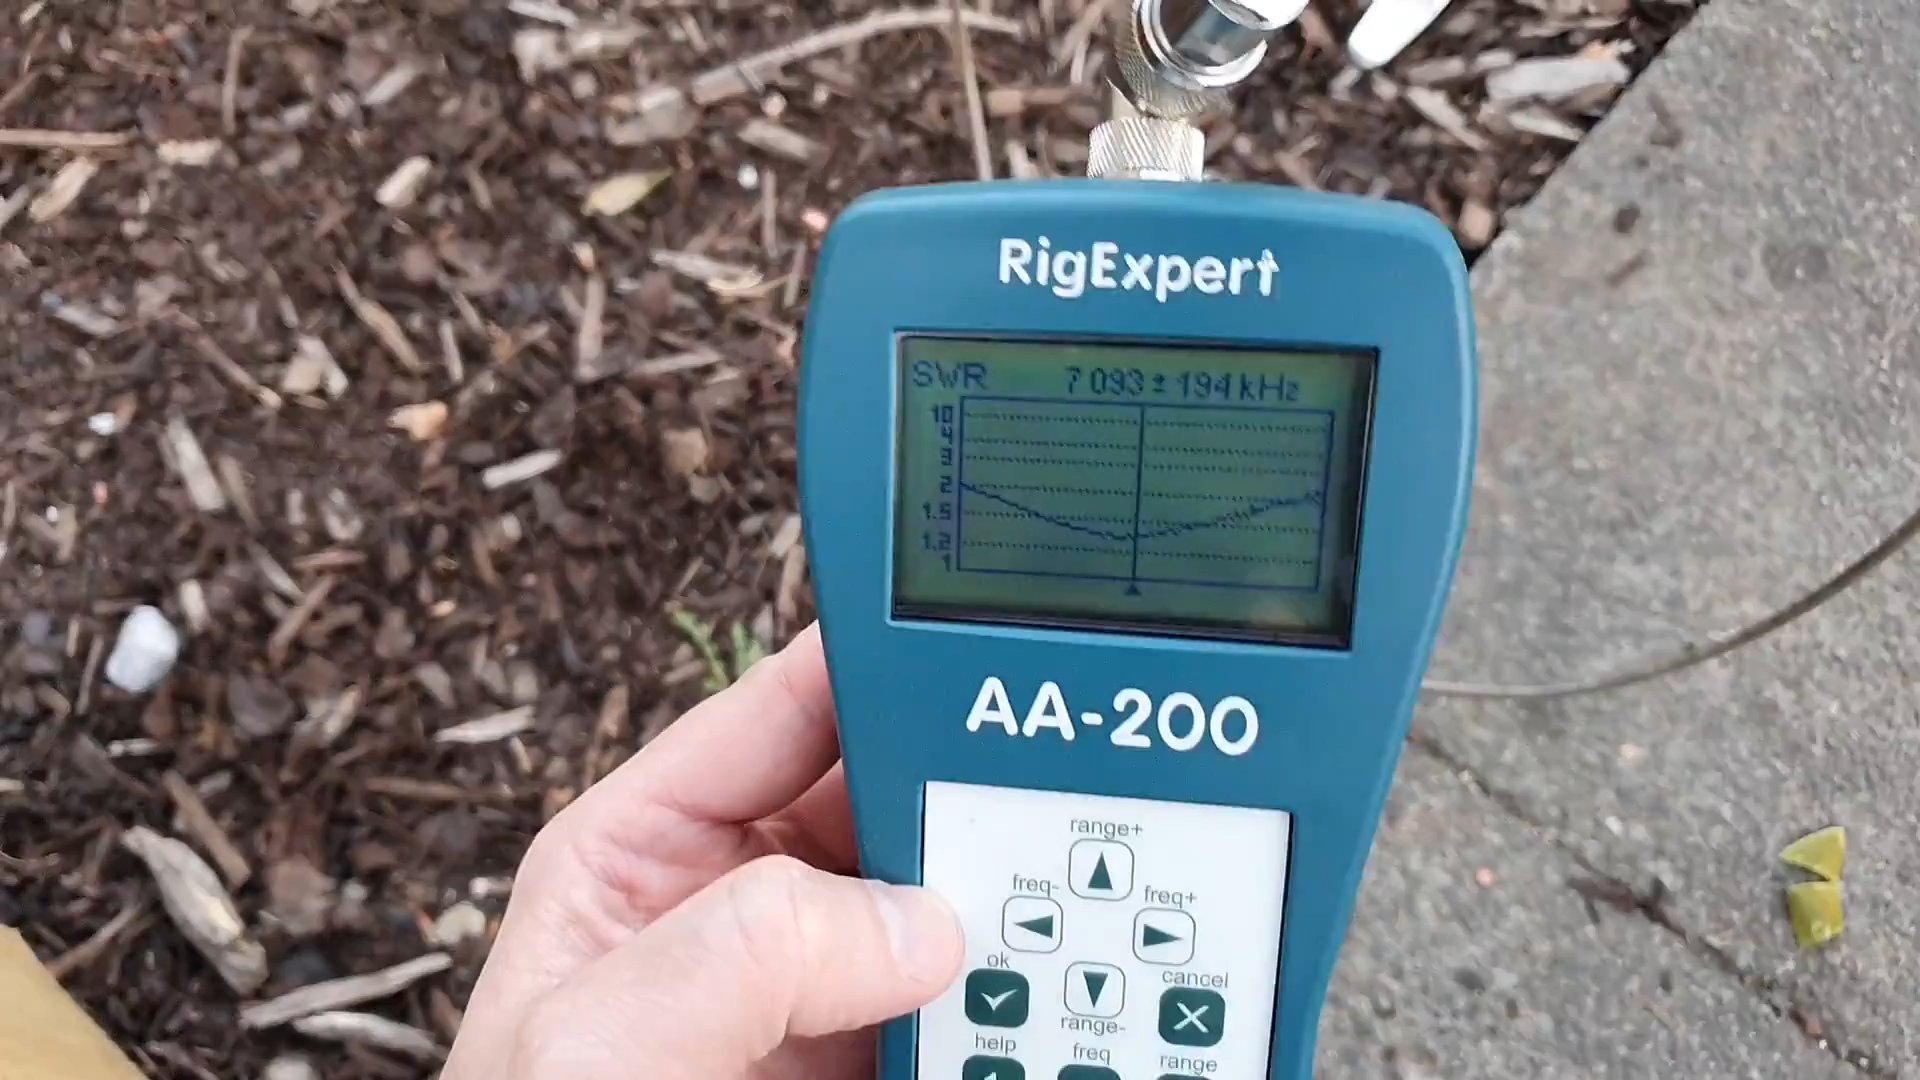 RigExpert
SWR 7 093 ± 194 kHz
10
4
3
2
1.5
1.2
1
AA-200
range+
freq-
freq+
ok
cancel
range-
help
freq
range